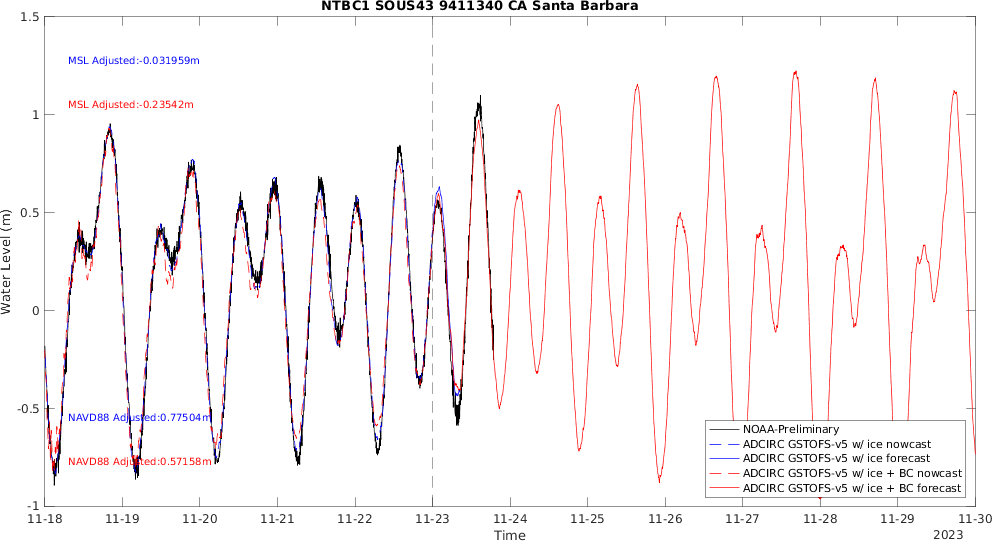 NTBC1 SOUS43 9411340 CA Santa Barbara
1.5
MSL Adjusted:-0.031959m
MSL Adjusted:-0.23542m
1
0.5
Water Level (m)
0
-0.5
NAVD88 Adjusted:0.77504m
NAVD88 Adjusted:0.57158m
NOAA-Preliminary
ADCIRC GSTOFS-v5 w/ ice nowcast
ADCIRC GSTOFS-v5 w/ ice forecast
ADCIRC GSTOFS-v5 w/ ice + BC nowcast
ADCIRC GSTOFS-v5 w/ ice + BC forecast
-1
11-18 11-19 11-20 11-21 11-22 11-23 11-24 11-25 11-26 11-27 11-28 11-29 11-30
Time
2023